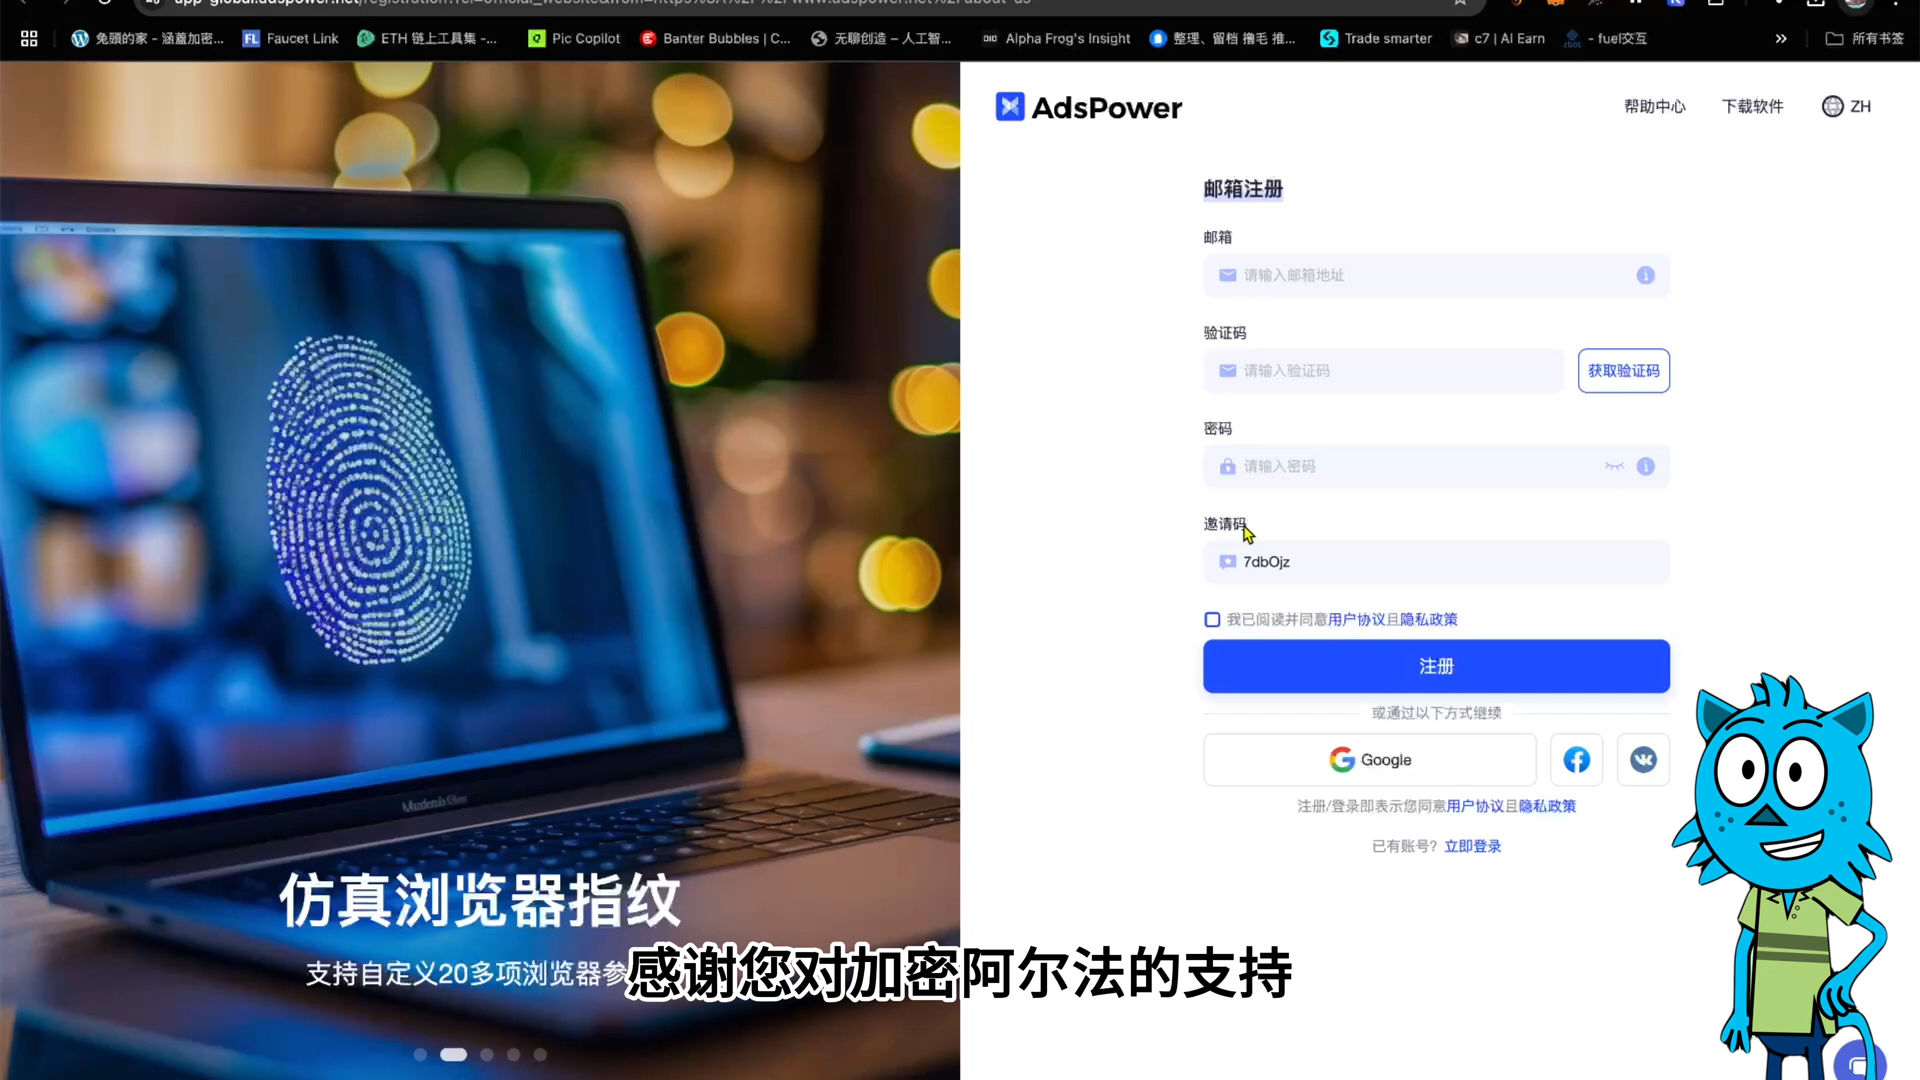 兔頭的家 – 涵蓋加密...
Faucet Link
ETH 链上工具集 -...
Pic Copilot
Banter Bubbles | C...
无聊创造 – 人工智...
Alpha Frog's Insight
整理、留档 撸毛 推...
Trade smarter
c7 | AI Earn
- fuel交互
所有书签
AdsPower
帮助中心
下载软件
ZH
邮箱注册
邮箱
请输入邮箱地址
验证码
请输入验证码
获取验证码
密码
请输入密码
邀请码
7dbOjz
我已阅读并同意用户协议且隐私政策
注册
或通过以下方式继续
Google
注册/登录即表示您同意用户协议且隐私政策
已有账号? 立即登录
仿真浏览器指纹
支持自定义20多项浏览器参
感谢您对加密阿尔法的支持